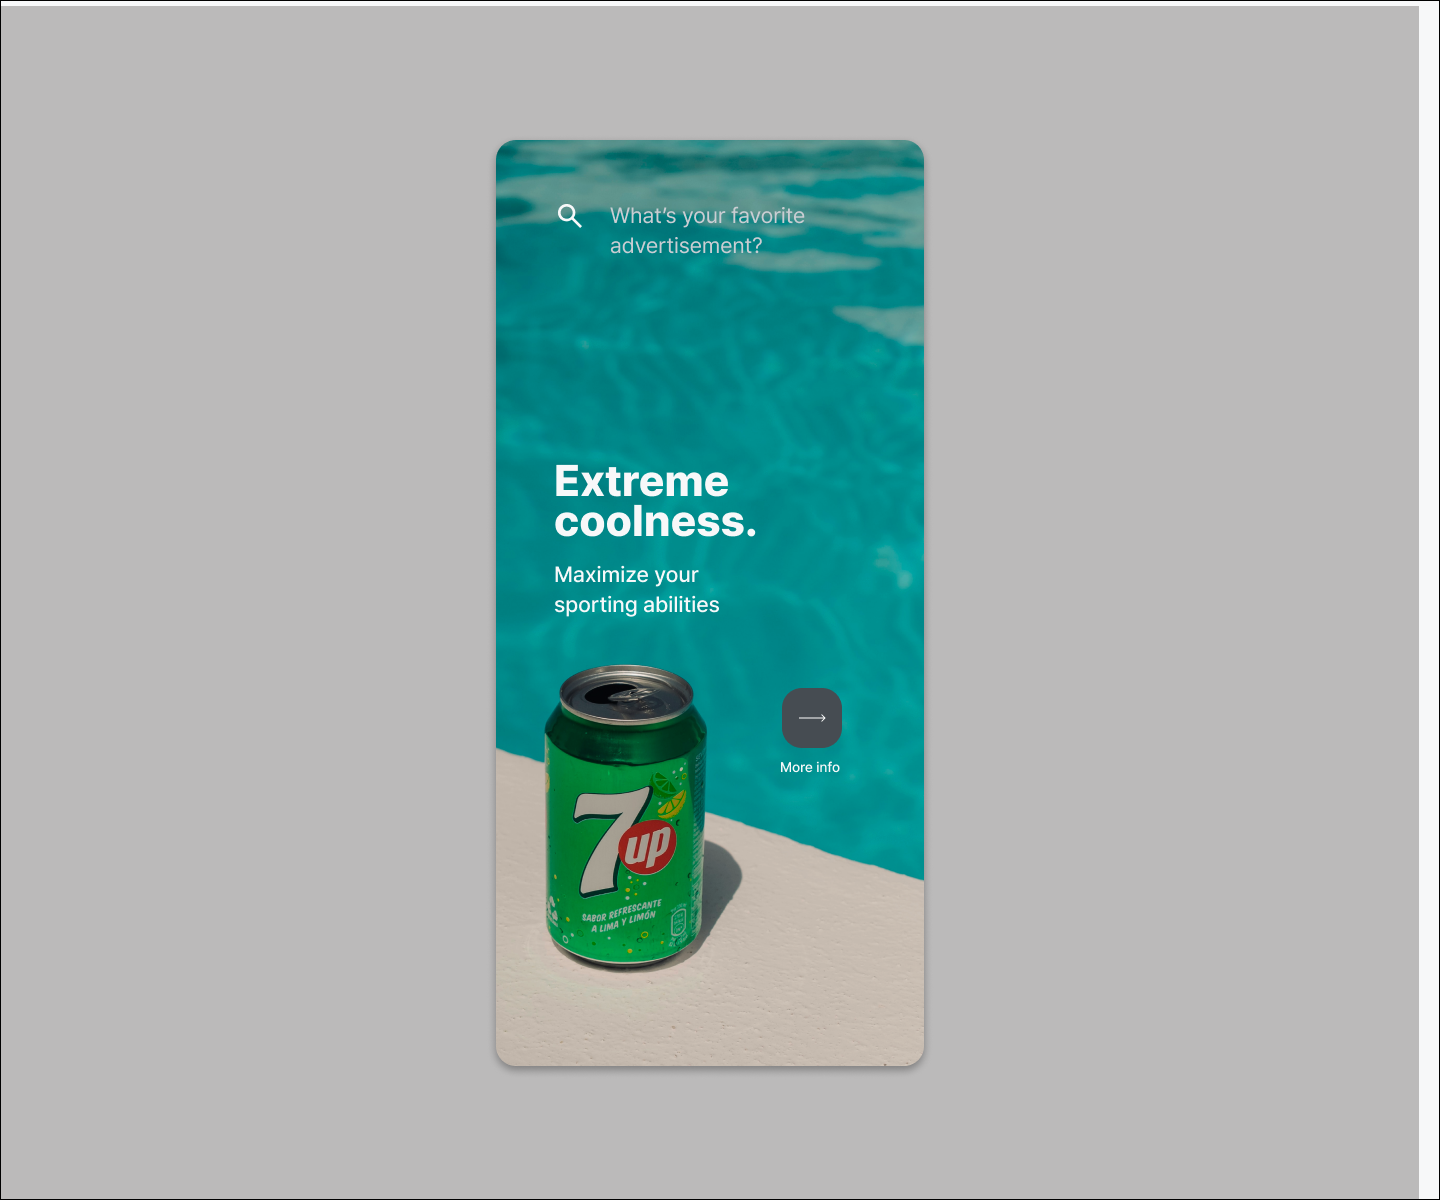 What’s your favorite
advertisement?
Extreme
coolness.
Maximize your
sporting abilities
More info
7up
SABOR REFRESCANTE
A LIMA Y LIMÓN